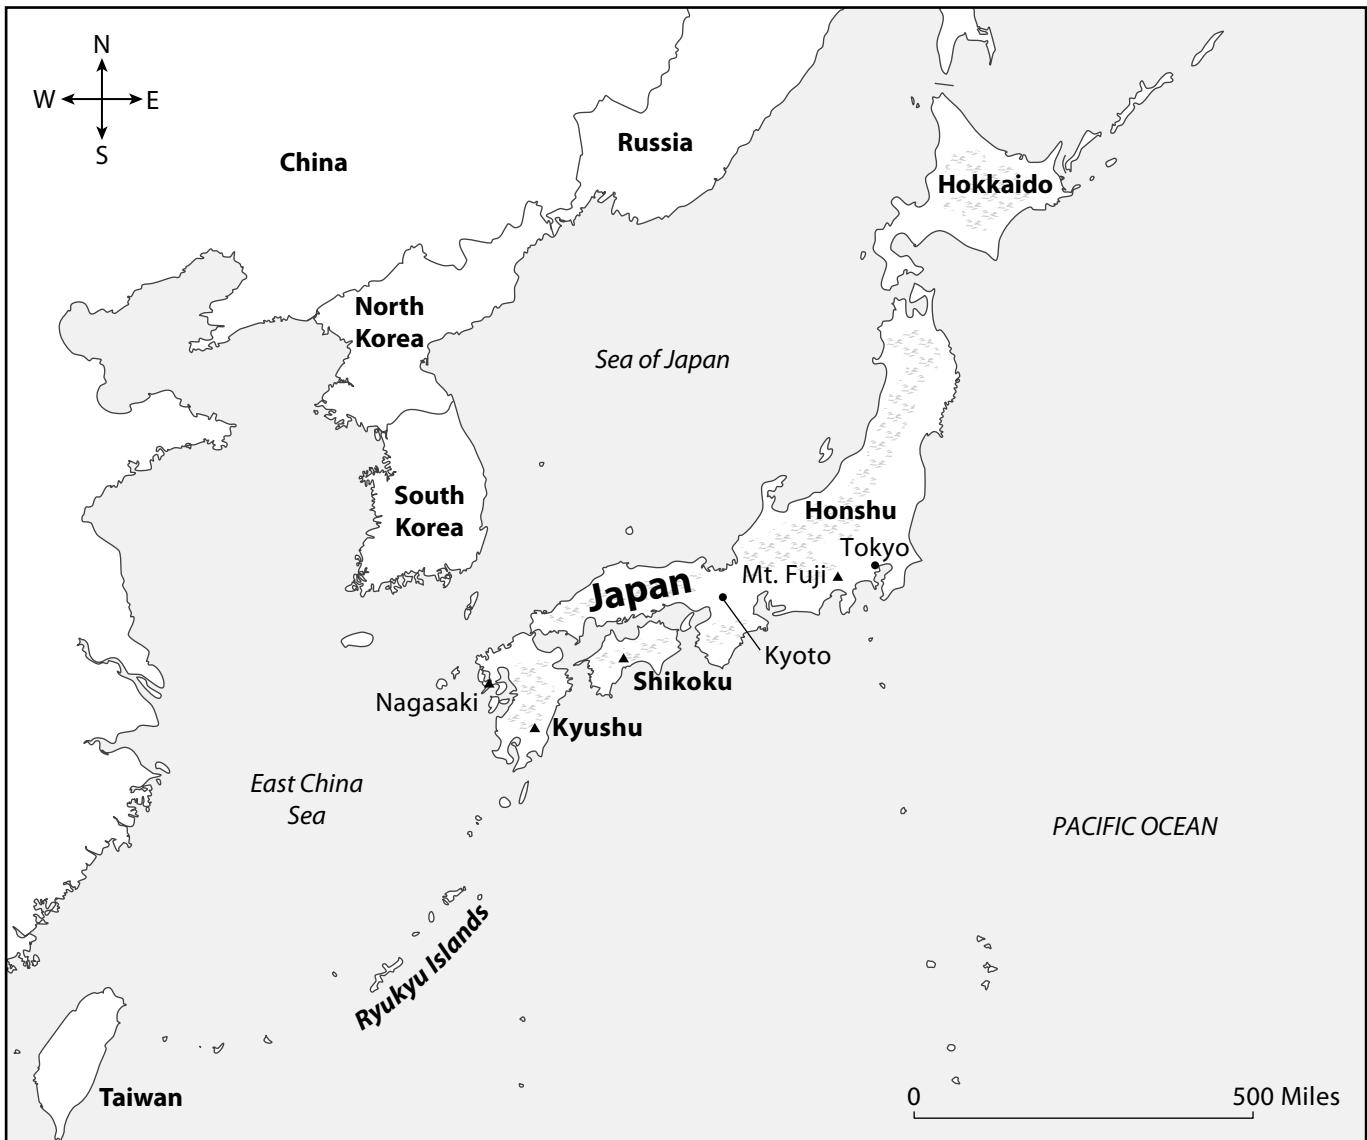 N
W E
S
China
Russia
Hokkaido
North
Korea
Sea of Japan
South
Korea
Honshu
Tokyo
Mt. Fuji
Japan
Kyoto
Shikoku
Nagasaki
Kyushu
East China
Sea
PACIFIC OCEAN
Ryukyu Islands
Taiwan
0 500 Miles